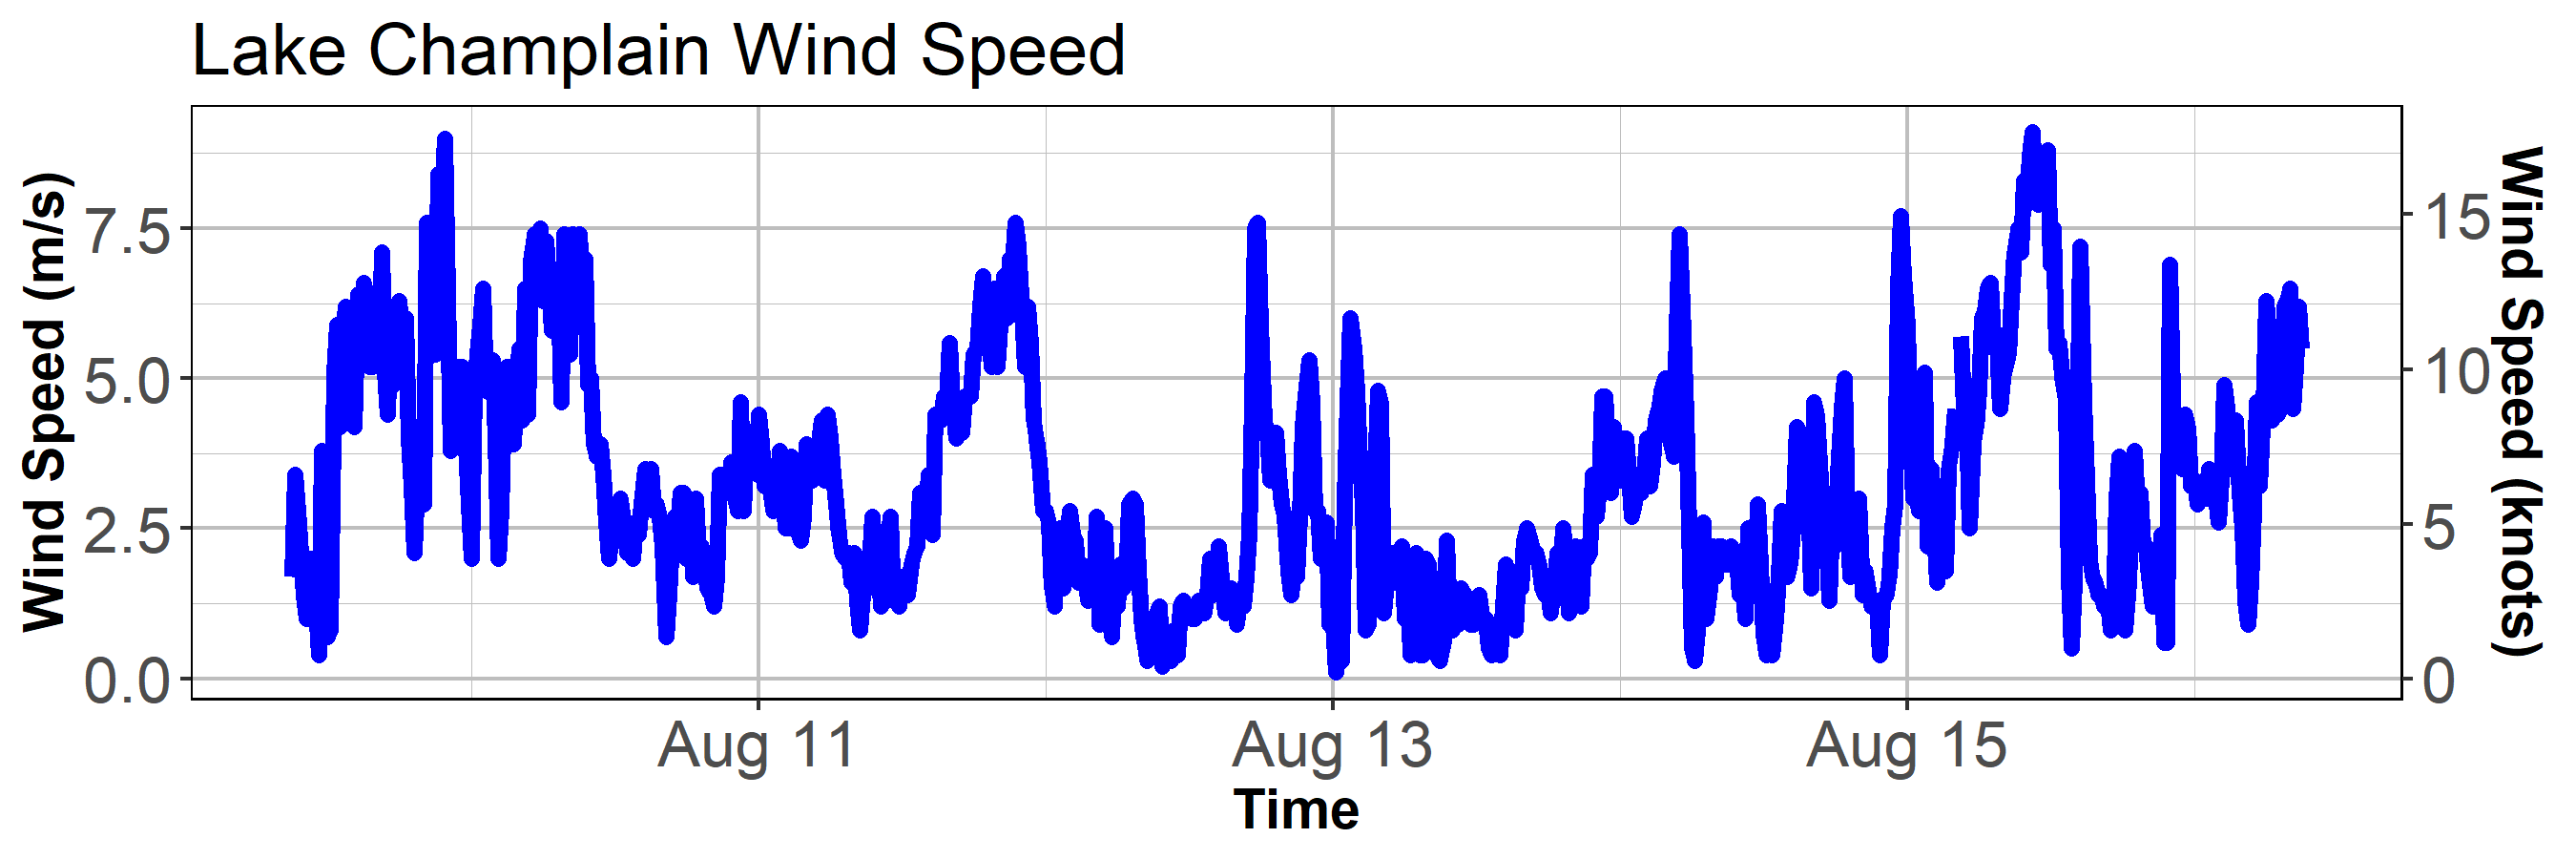 Lake Champlain Wind Speed
Wind Speed (m/s)
7.5
5.0
2.5
0.0
15
10
5
0
Wind Speed (knots)
Aug 11
Aug 13
Aug 15
Time